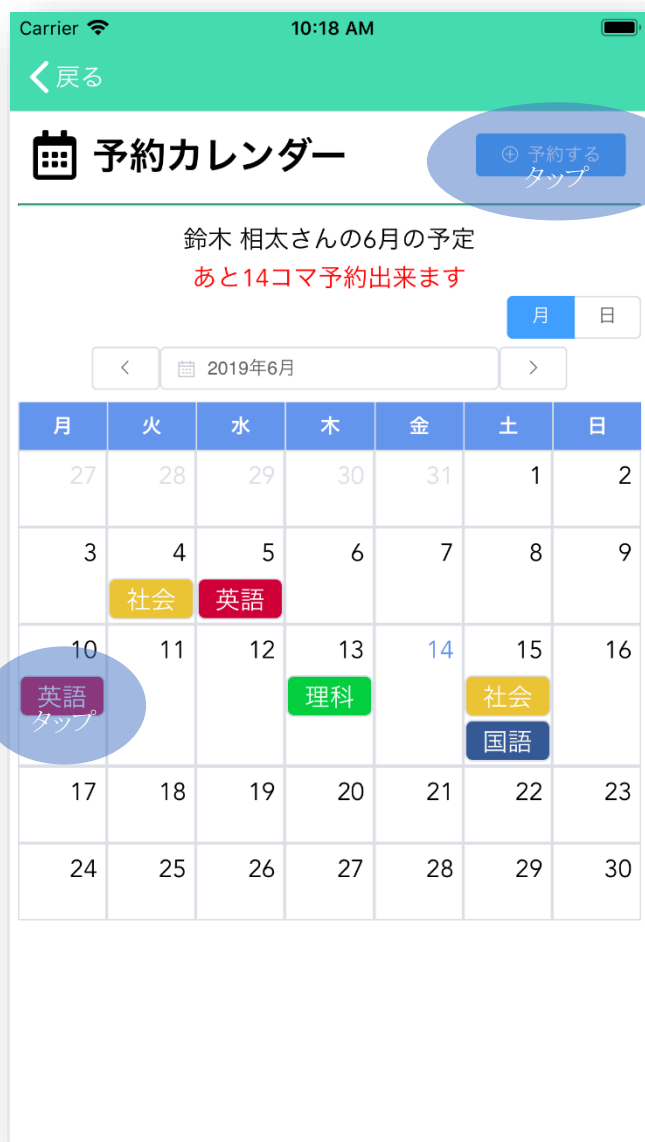 Carrier 10:18 AM
戻る
予約カレンダー
予約する
タップ
鈴木 相太さんの6月の予定
あと14コマ予約出来ます
月 日
2019年6月
月 火 水 木 金 土 日
27 28 29 30 31 1 2
3 4 5 6 7 8 9
社会 英語
10 11 12 13 14 15 16
英語 理科 社会
タップ
国語
17 18 19 20 21 22 23
24 25 26 27 28 29 30